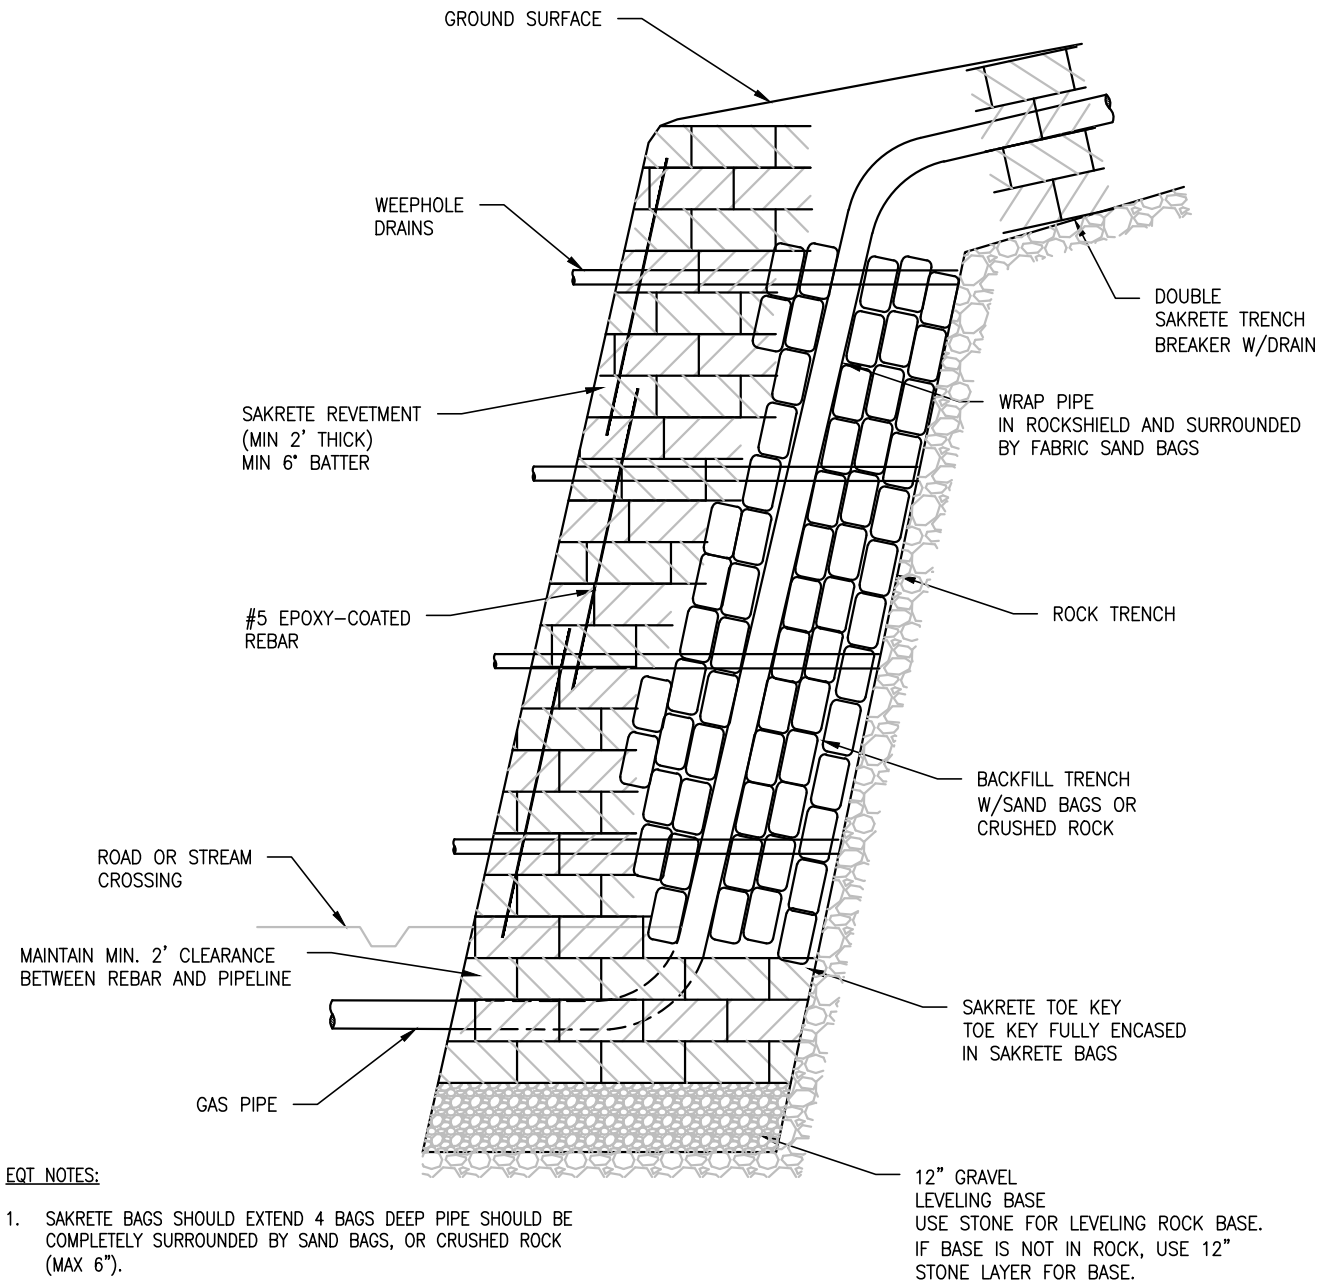 GROUND SURFACE
WEEPHOLE
DRAINS
DOUBLE
SAKRETE TRENCH
BREAKER W/DRAIN
SAKRETE REVETMENT
(MIN 2' THICK)
MIN 6° BATTER
WRAP PIPE
IN ROCKSHIELD AND SURROUNDED
BY FABRIC SAND BAGS
#5 EPOXY-COATED
REBAR
ROCK TRENCH
BACKFILL TRENCH
W/SAND BAGS OR
CRUSHED ROCK
ROAD OR STREAM
CROSSING
MAINTAIN MIN. 2' CLEARANCE
BETWEEN REBAR AND PIPELINE
SAKRETE TOE KEY
TOE KEY FULLY ENCASED
IN SAKRETE BAGS
GAS PIPE
12" GRAVEL
LEVELING BASE
USE STONE FOR LEVELING ROCK BASE.
IF BASE IS NOT IN ROCK, USE 12"
STONE LAYER FOR BASE.
EQT NOTES:
1. SAKRETE BAGS SHOULD EXTEND 4 BAGS DEEP PIPE SHOULD BE
COMPLETELY SURROUNDED BY SAND BAGS, OR CRUSHED ROCK
(MAX 6").